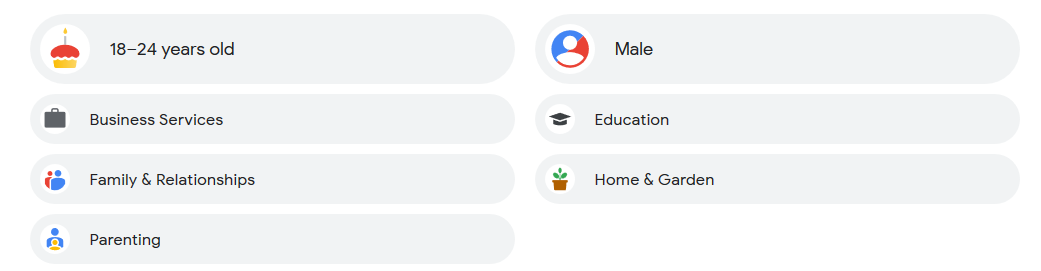 18–24 years old
Male
Business Services
Education
Family & Relationships
Home & Garden
Parenting